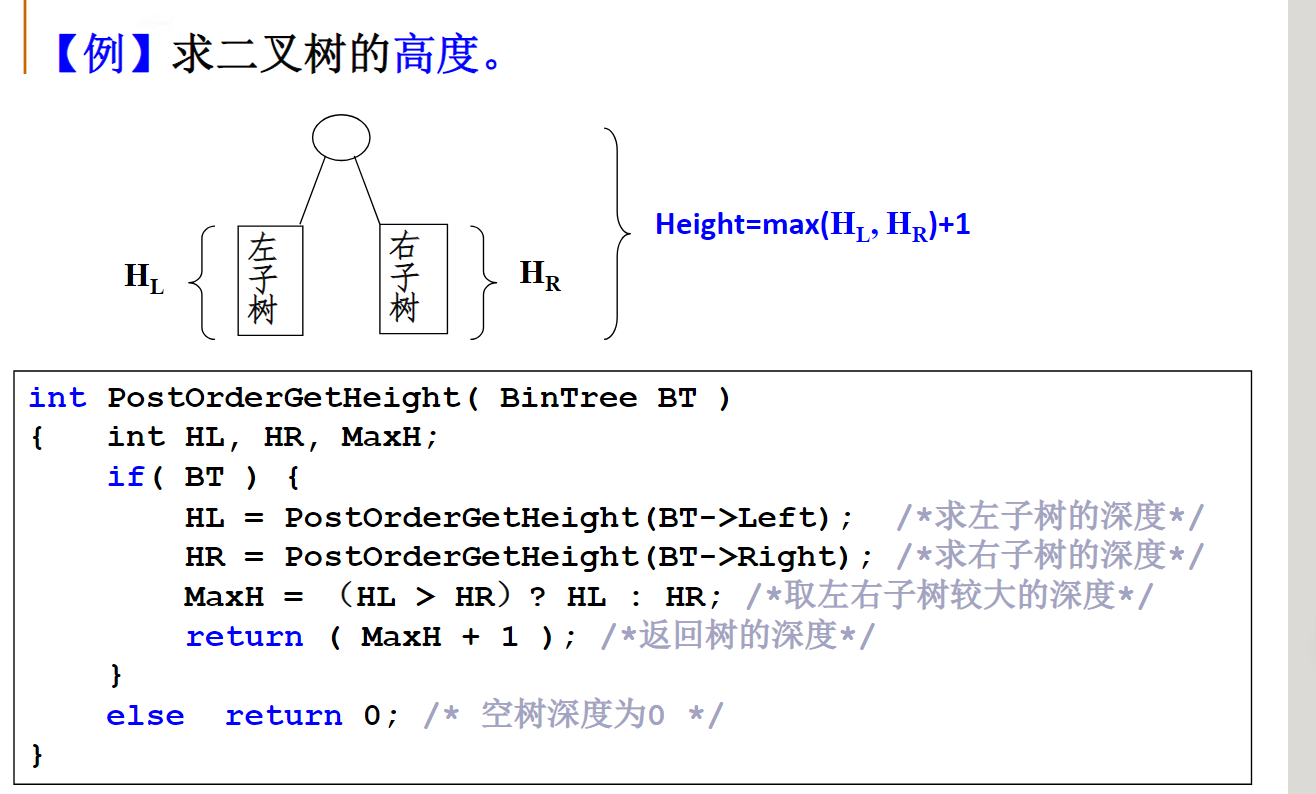 【例】求二叉树的高度。
左子树
右子树
HL
HR
Height=max(HL, HR)+1
int PostOrderGetHeight( BinTree BT )
{ int HL, HR, MaxH;
if( BT ) {
HL = PostOrderGetHeight(BT->Left); /*求左子树的深度*/
HR = PostOrderGetHeight(BT->Right); /*求右子树的深度*/
MaxH = （HL > HR）? HL : HR; /*取左右子树较大的深度*/
return ( MaxH + 1 ); /*返回树的深度*/
}
else return 0; /* 空树深度为0 */
}